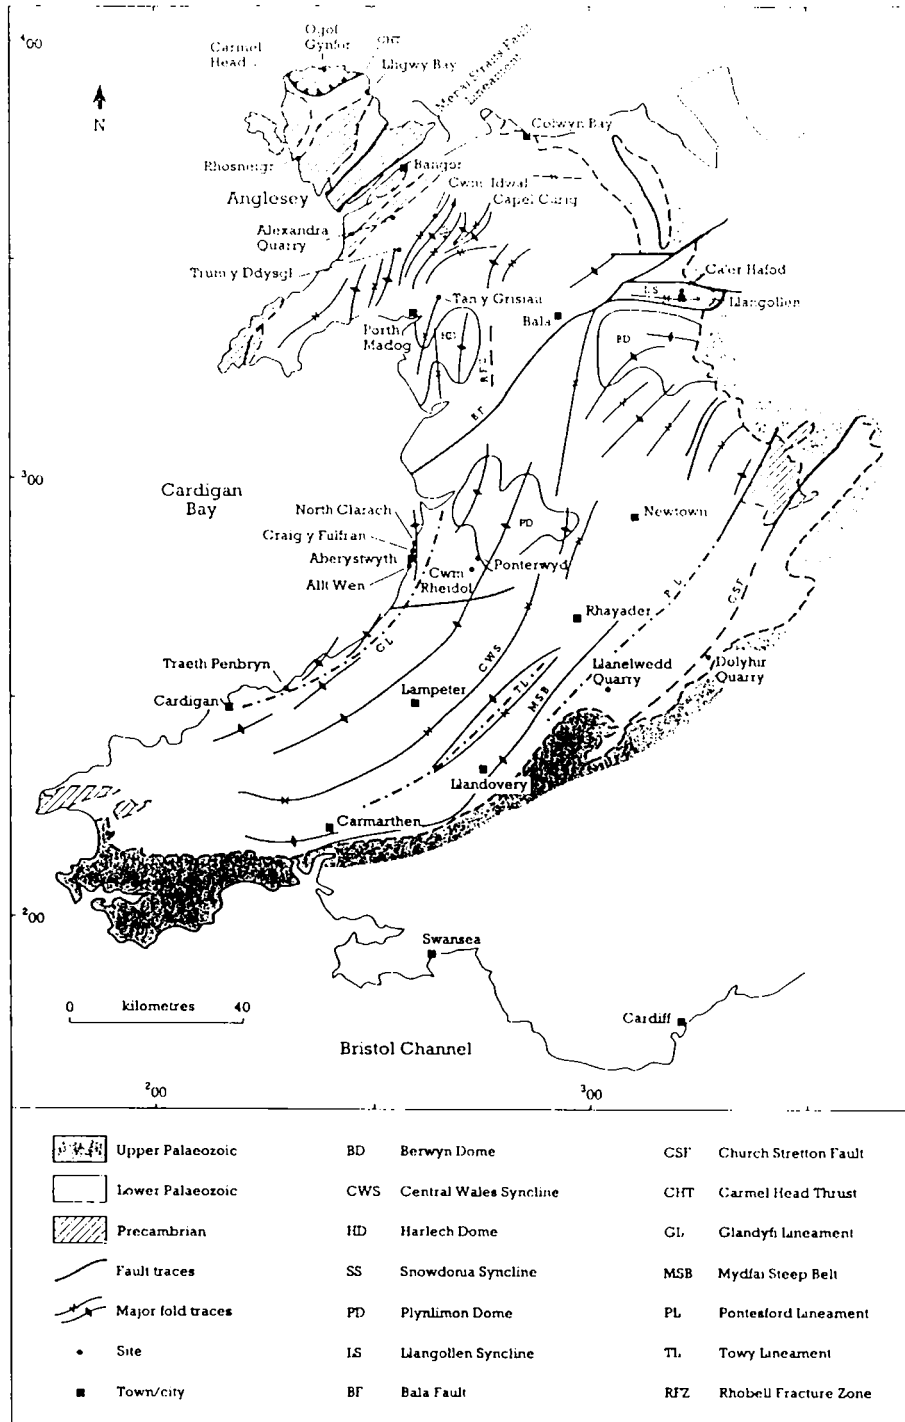 ⁴00
Ogof
Gynfor
CHT
Carmel
Head
Lligwy Bay
Menai Straits Fault
Lineament
N
Colwyn Bay
Rhosneigr
Bangor
Cwm Idwal
Anglesey
Capel Curig
Alexandra
Quarry
Ca'er Hafod
Trum y Ddysgl
LS
Llangollen
Tan y Grisiau
Bala
Porth
Madog
HD
BD
RFZ
BF
³00
Cardigan
Bay
North Clarach
Newtown
PD
Craig y Fulfran
Aberystwyth
Ponterwyd
Cwm
Rheidol
Allt Wen
PL
CSF
Rhayader
GL
CWS
Traeth Penbryn
Llanelwedd
Quarry
Dolyhir
Quarry
TL
Lampeter
MSB
Cardigan
Llandovery
Carmarthen
²00
Swansea
0 kilometres 40
Cardiff
Bristol Channel
²00 ³00
Upper Palaeozoic BD Berwyn Dome CSF Church Stretton Fault
Lower Palaeozoic CWS Central Wales Syncline CHT Carmel Head Thrust
Precambrian HD Harlech Dome GL Glandyfi Lineament
Fault traces SS Snowdonia Syncline MSB Mydfai Steep Belt
Major fold traces PD Plynlimon Dome PL Pontesford Lineament
Site LS Llangollen Syncline TL Towy Lineament
Town/city BF Bala Fault RFZ Rhobell Fracture Zone